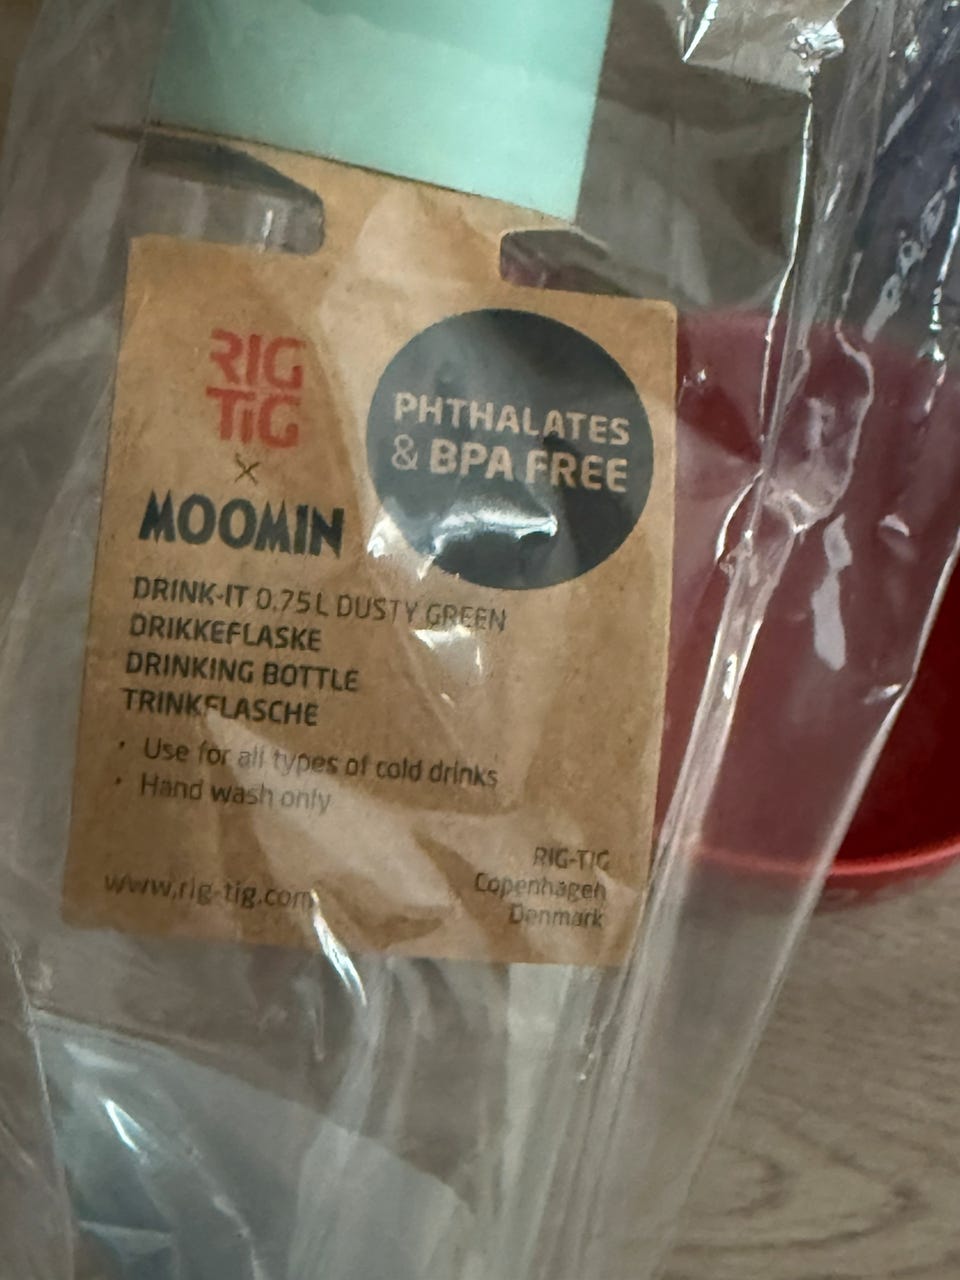 RIG
TIG
×
MOOMIN
PHTHALATES
& BPA FREE
DRINK-IT 0.75 L DUSTY GREEN
DRIKKEFLASKE
DRINKING BOTTLE
TRINKFLASCHE
• Use for all types of cold drinks
• Hand wash only
www.rig-tig.com
RIG-TIG
Copenhagen
Denmark